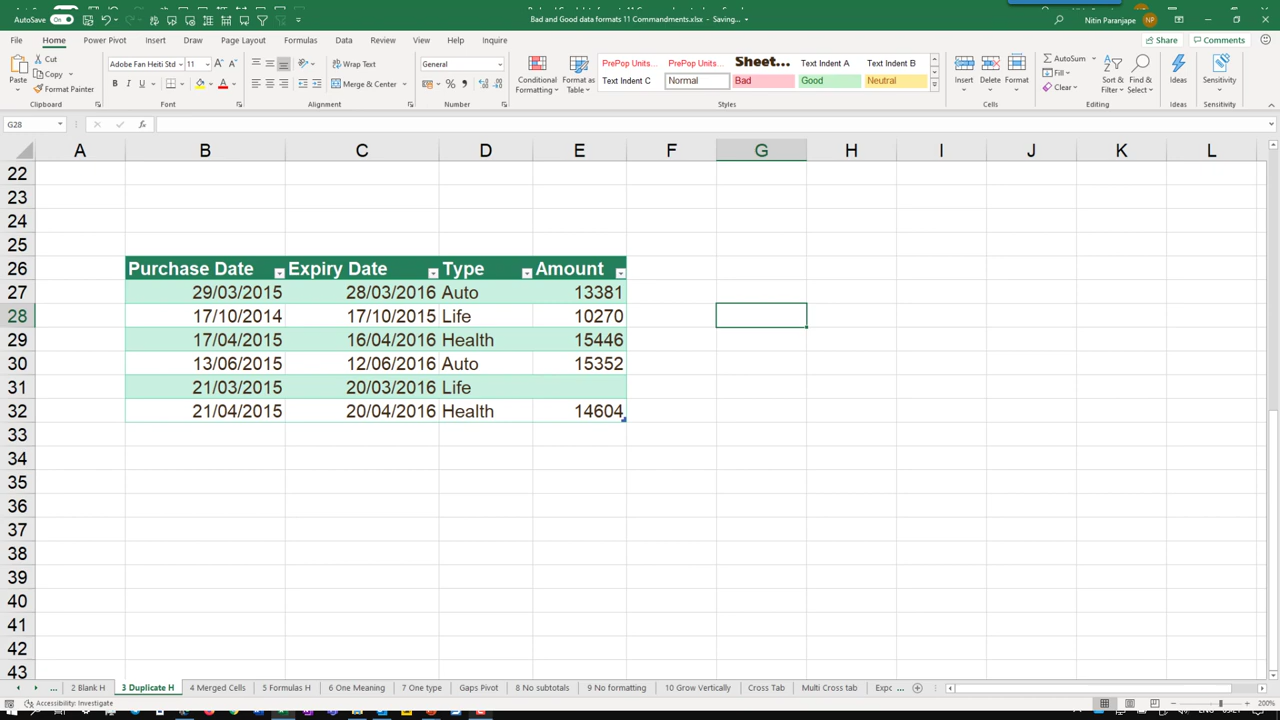 AutoSave On
Bad and Good data formats 11 Commandments.xlsx - Saving...
Nitin Paranjape NP
File Home Power Pivot Insert Draw Page Layout Formulas Data Review View Help Inquire Share Comments
Paste Cut Copy Format Painter Clipboard
Adobe Fan Heiti Std 11 B I U A A Font
Wrap Text Merge & Center Alignment
General % Number
Conditional Formatting Format as Table
PrePop Units... PrePop Units... Sheet... Text Indent A Text Indent B
Text Indent C Normal Bad Good Neutral
Styles
Insert Delete Format Cells
AutoSum Fill Clear Sort & Filter Find & Select Editing
Ideas Ideas
Sensitivity Sensitivity
G28 fx
A B C D E F G H I J K L
22
23
24
25
26 Purchase Date Expiry Date Type Amount
27 29/03/2015 28/03/2016 Auto 13381
28 17/10/2014 17/10/2015 Life 10270
29 17/04/2015 16/04/2016 Health 15446
30 13/06/2015 12/06/2016 Auto 15352
31 21/03/2015 20/03/2016 Life
32 21/04/2015 20/04/2016 Health 14604
33
34
35
36
37
38
39
40
41
42
43
... 2 Blank H 3 Duplicate H 4 Merged Cells 5 Formulas H 6 One Meaning 7 One type Gaps Pivot 8 No subtotals 9 No formatting 10 Grow Vertically Cross Tab Multi cross tab Expc ...
Accessibility: Investigate 200%